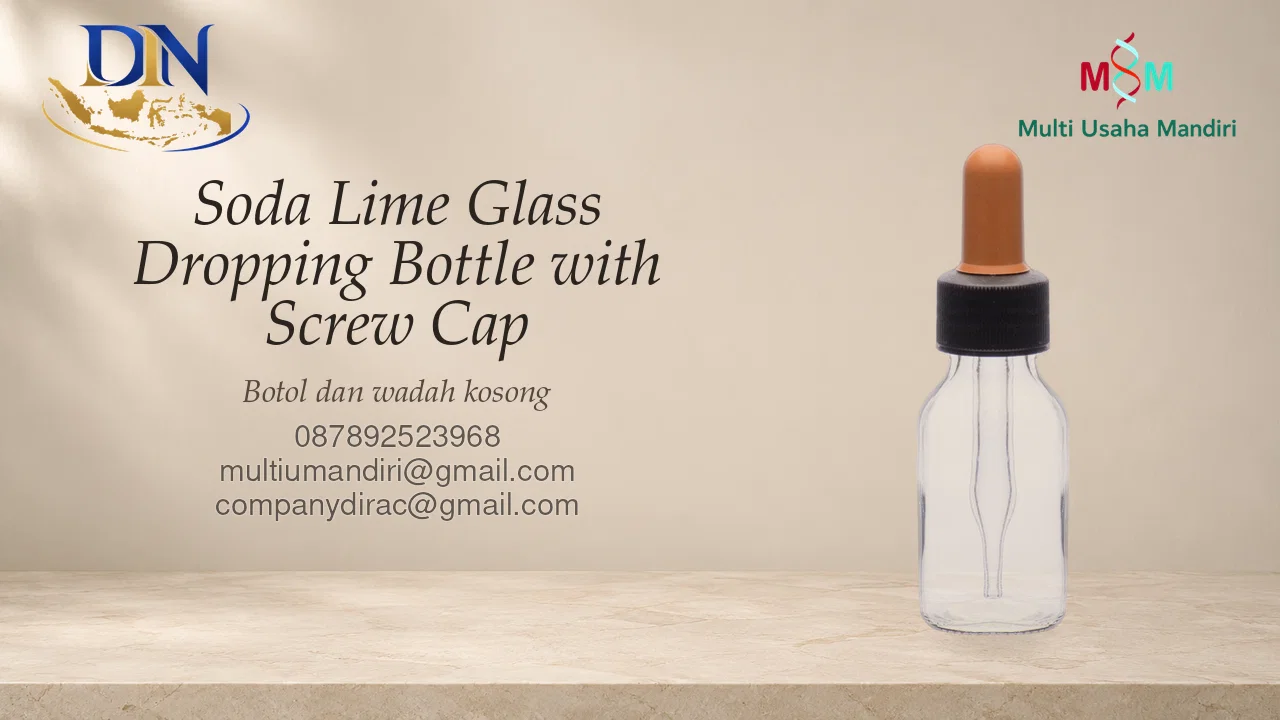 DIN
M M
Multi Usaha Mandiri
Soda Lime Glass
Dropping Bottle with
Screw Cap
Botol dan wadah kosong
087892523968
multiumandiri@gmail.com
companydirac@gmail.com